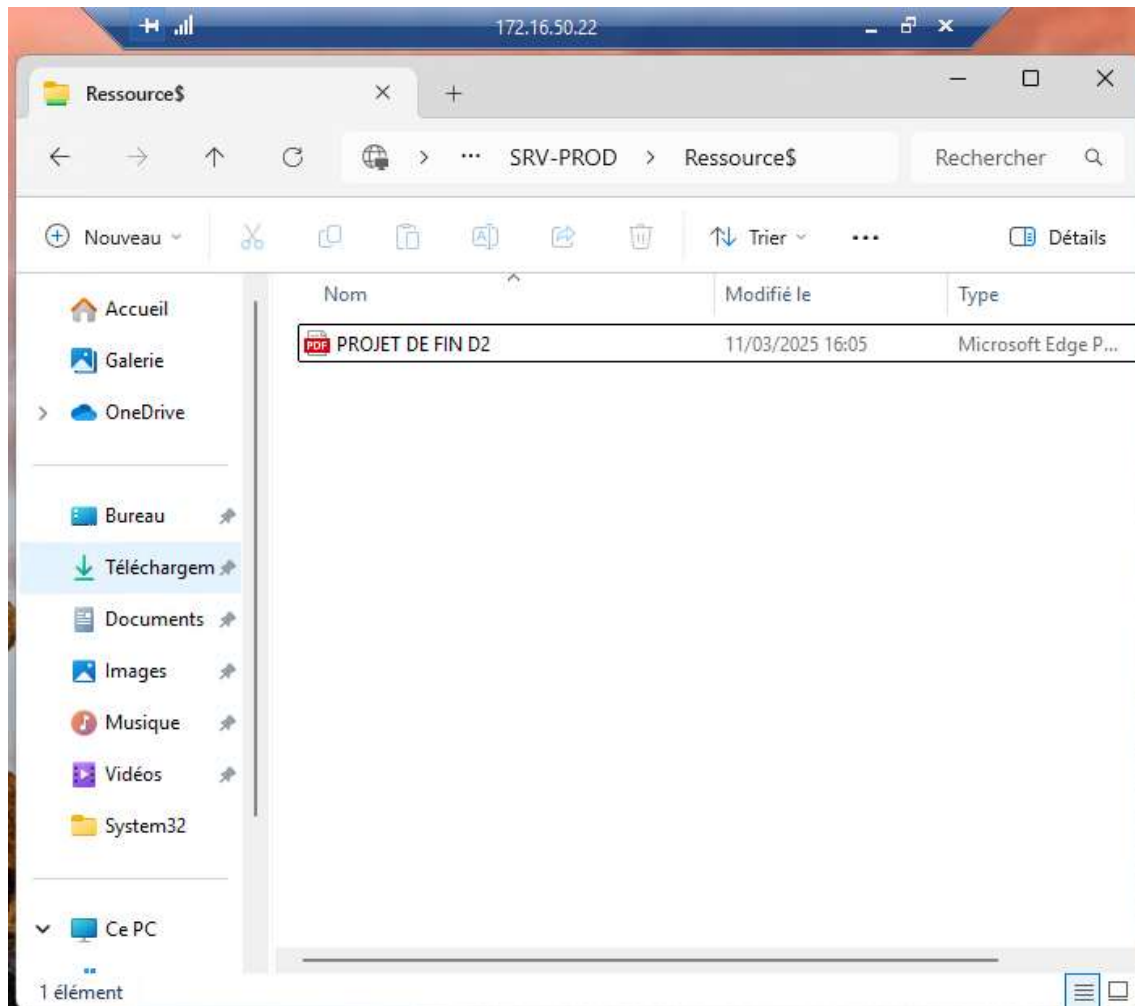 172.16.50.22
Ressource$
SRV-PROD > Ressource$ Rechercher
Nouveau Trier ... Détails
Nom Modifié le Type
Accueil
PDF PROJET DE FIN D2 11/03/2025 16:05 Microsoft Edge P...
Galerie
OneDrive
Bureau
Téléchargem
Documents
Images
Musique
Vidéos
System32
Ce PC
1 élément